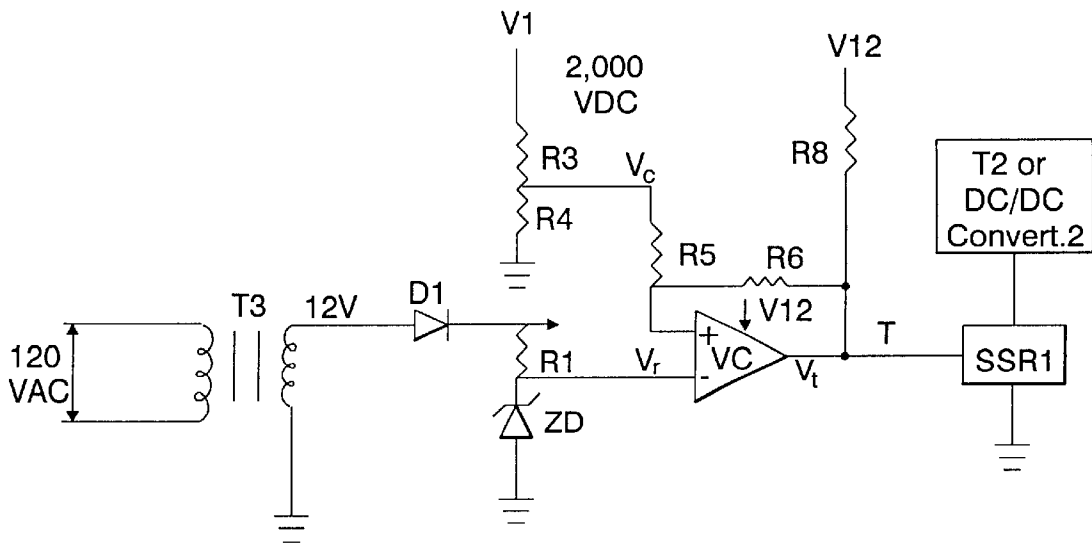 V1
2,000
VDC
V12
R3
Vc
R8
T2 or
DC/DC
Convert.2
R4
R5
R6
T3
12V
D1
V12
120
VAC
R1
Vr
+
VC
-
Vt
T
SSR1
ZD